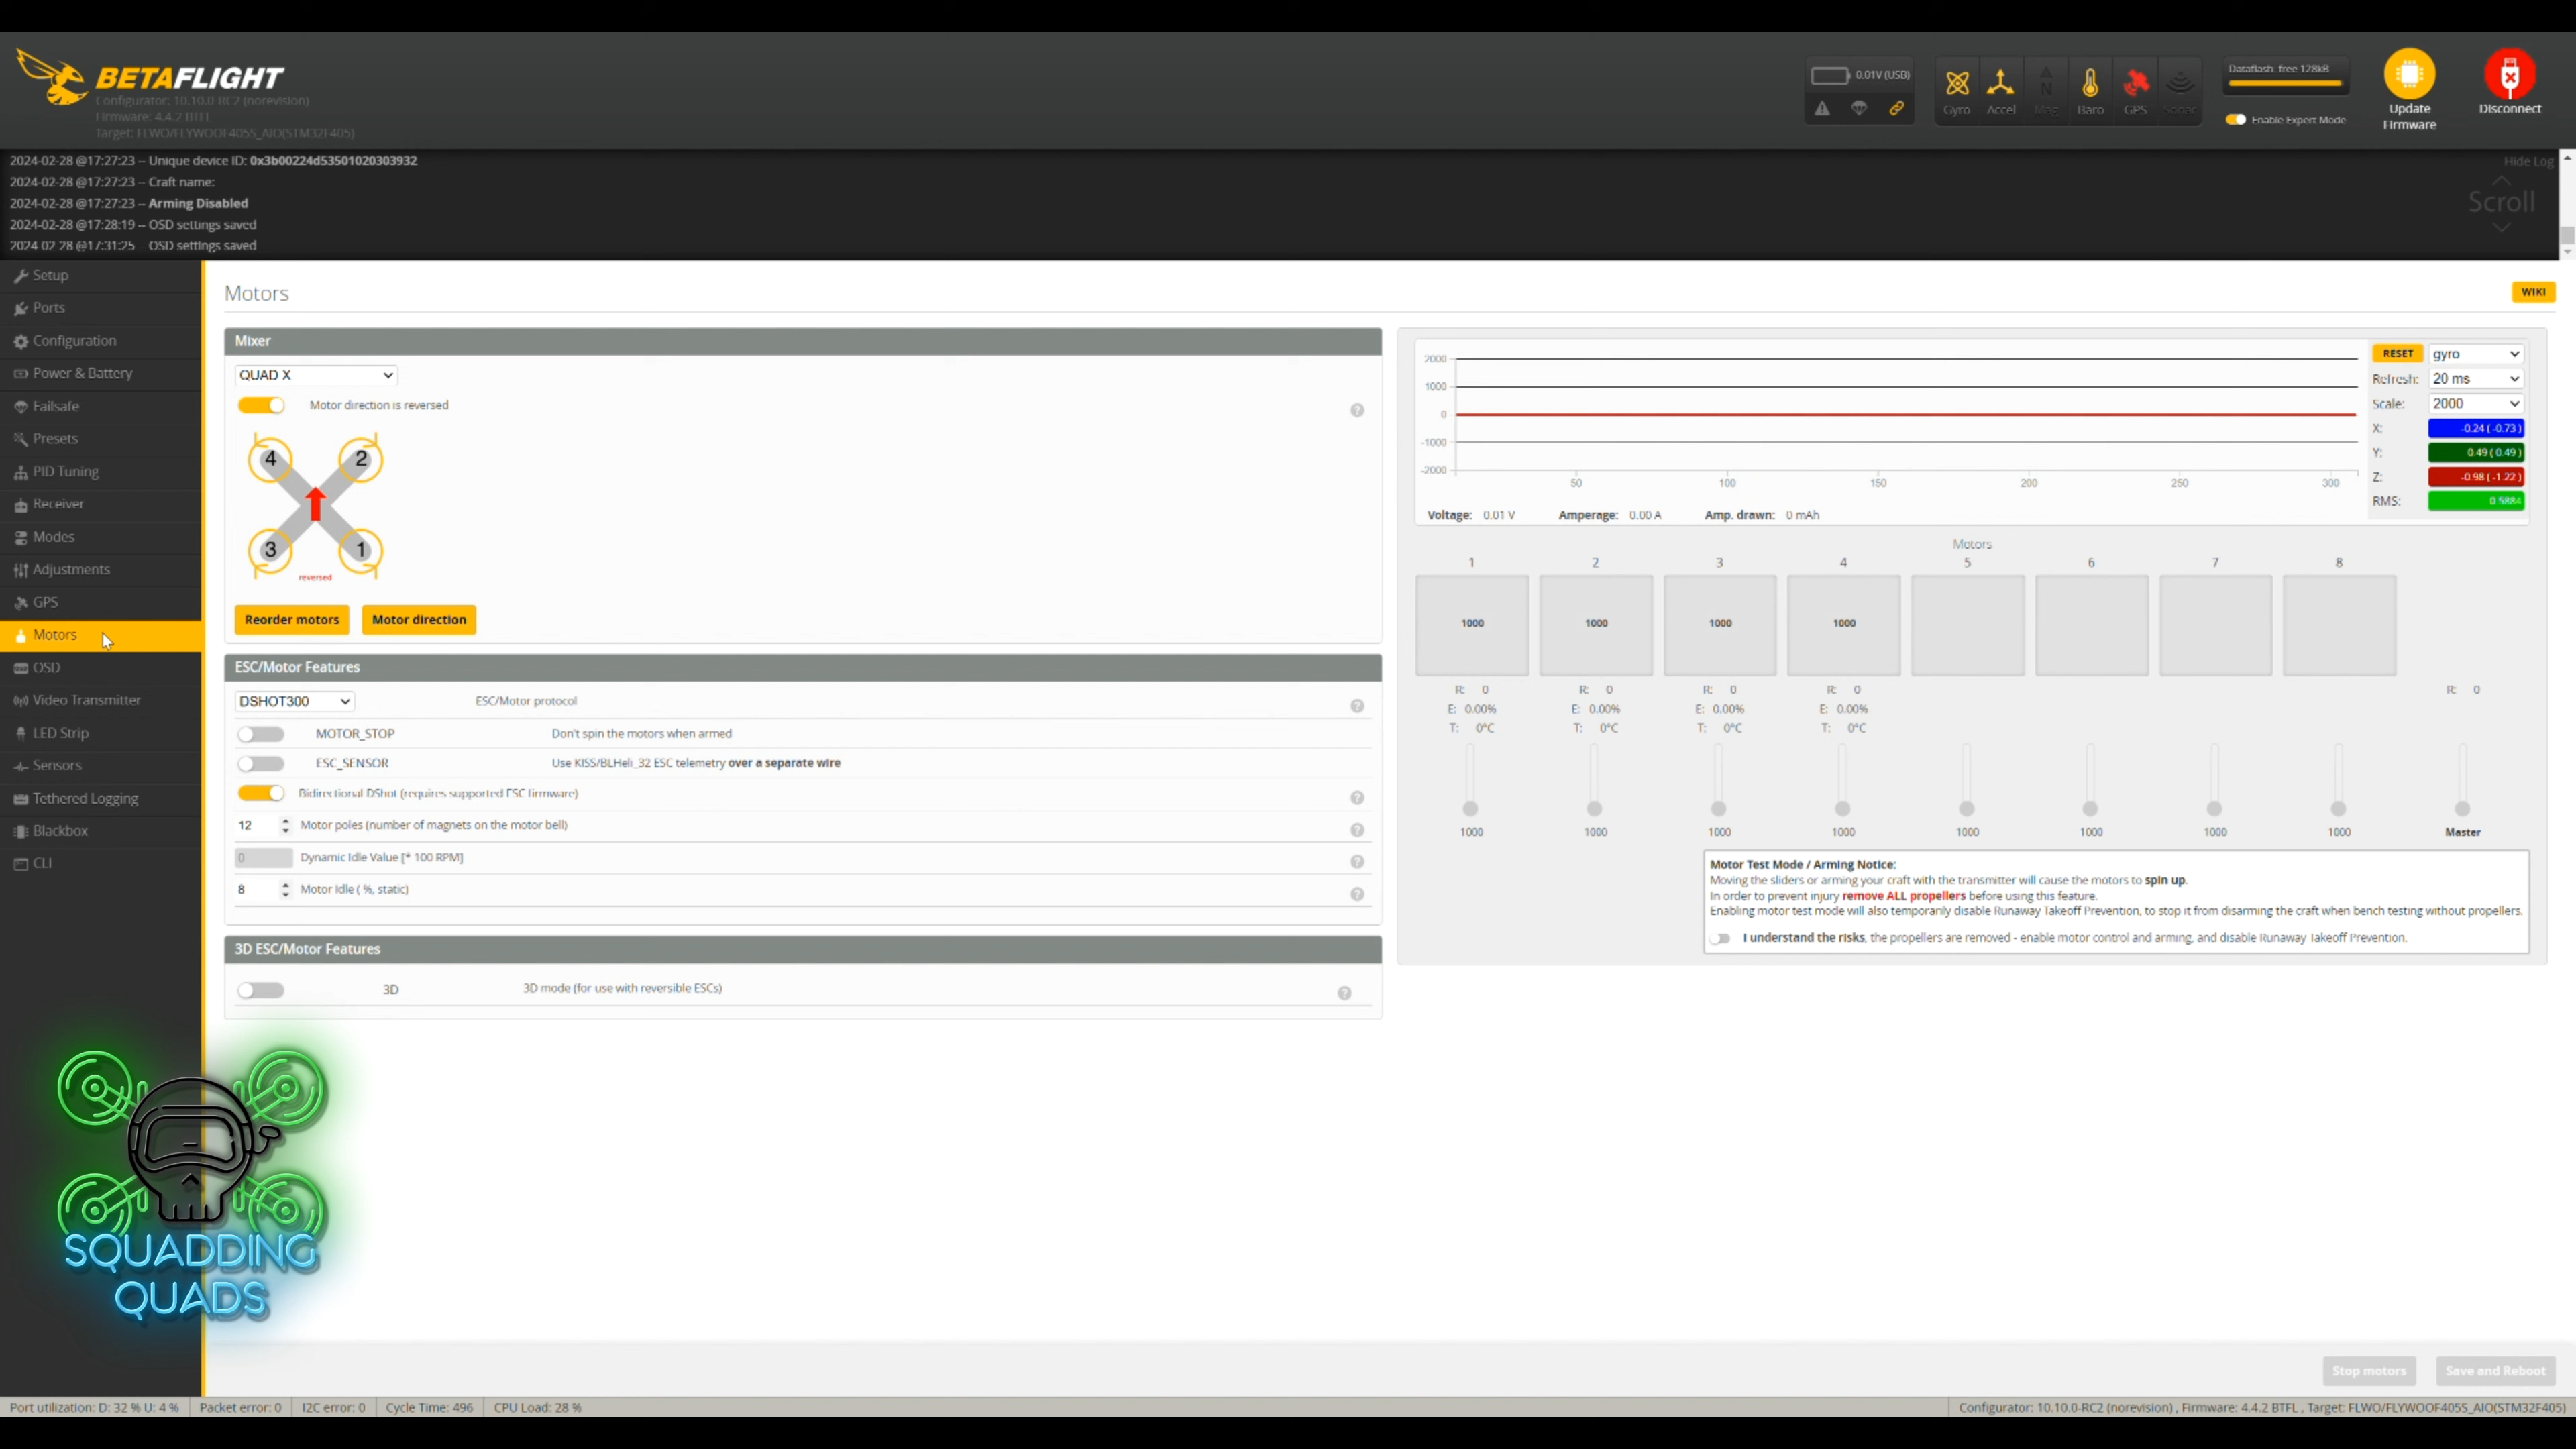 BETAFLIGHT
Configurator: 10.10.0-RC2 (norevision)
Firmware: 4.4.2 BTFL
Target: FLWO/FLYWOOF405S_AIO(STM32F405)
0.01V (USB)
Gyro Accel Mag Baro GPS Sonar
Dataflash: free 128kB
Enable Expert Mode
Update Firmware
Disconnect
2024-02-28 @17:27:23 -- Unique device ID: 0x3b00224d53501020303932
2024-02-28 @17:27:23 -- Craft name:
2024-02-28 @17:27:23 -- Arming Disabled
2024-02-28 @17:28:19 -- OSD settings saved
2024-02-28 @17:31:25 -- OSD settings saved
Hide Log
Scroll
Setup
Ports
Configuration
Power & Battery
Failsafe
Presets
PID Tuning
Receiver
Modes
Adjustments
GPS
Motors
OSD
Video Transmitter
LED Strip
Sensors
Tethered Logging
Blackbox
CLI
Motors
WIKI
Mixer
QUAD X
Motor direction is reversed
4 2
3 1
reversed
Reorder motors Motor direction
ESC/Motor Features
DSHOT300 ESC/Motor protocol
MOTOR_STOP Don't spin the motors when armed
ESC_SENSOR Use KISS/BLHeli_32 ESC telemetry over a separate wire
Bidirectional DShot (requires supported ESC firmware)
12 Motor poles (number of magnets on the motor bell)
0 Dynamic Idle Value [* 100 RPM]
8 Motor Idle ( %, static)
3D ESC/Motor Features
3D 3D mode (for use with reversible ESCs)
2000
1000
0
-1000
-2000
50 100 150 200 250 300
RESET gyro
Refresh: 20 ms
Scale: 2000
X: -0.24 ( -0.73 )
Y: 0.49 ( 0.49 )
Z: -0.98 ( -1.22 )
RMS: 0.5884
Voltage: 0.01 V Amperage: 0.00 A Amp. drawn: 0 mAh
Motors
1 2 3 4 5 6 7 8
1000 1000 1000 1000
R: 0 R: 0 R: 0 R: 0 R: 0
E: 0.00% E: 0.00% E: 0.00% E: 0.00%
T: 0°C T: 0°C T: 0°C T: 0°C
1000 1000 1000 1000 1000 1000 1000 1000 Master
Motor Test Mode / Arming Notice:
Moving the sliders or arming your craft with the transmitter will cause the motors to spin up.
In order to prevent injury remove ALL propellers before using this feature.
Enabling motor test mode will also temporarily disable Runaway Takeoff Prevention, to stop it from disarming the craft when bench testing without propellers.
I understand the risks, the propellers are removed - enable motor control and arming, and disable Runaway Takeoff Prevention.
SQUADDING
QUADS
Stop motors Save and Reboot
Port utilization: D: 32 % U: 4 % Packet error: 0 I2C error: 0 Cycle Time: 496 CPU Load: 28 %
Configurator: 10.10.0-RC2 (norevision) , Firmware: 4.4.2 BTFL , Target: FLWO/FLYWOOF405S_AIO(STM32F405)